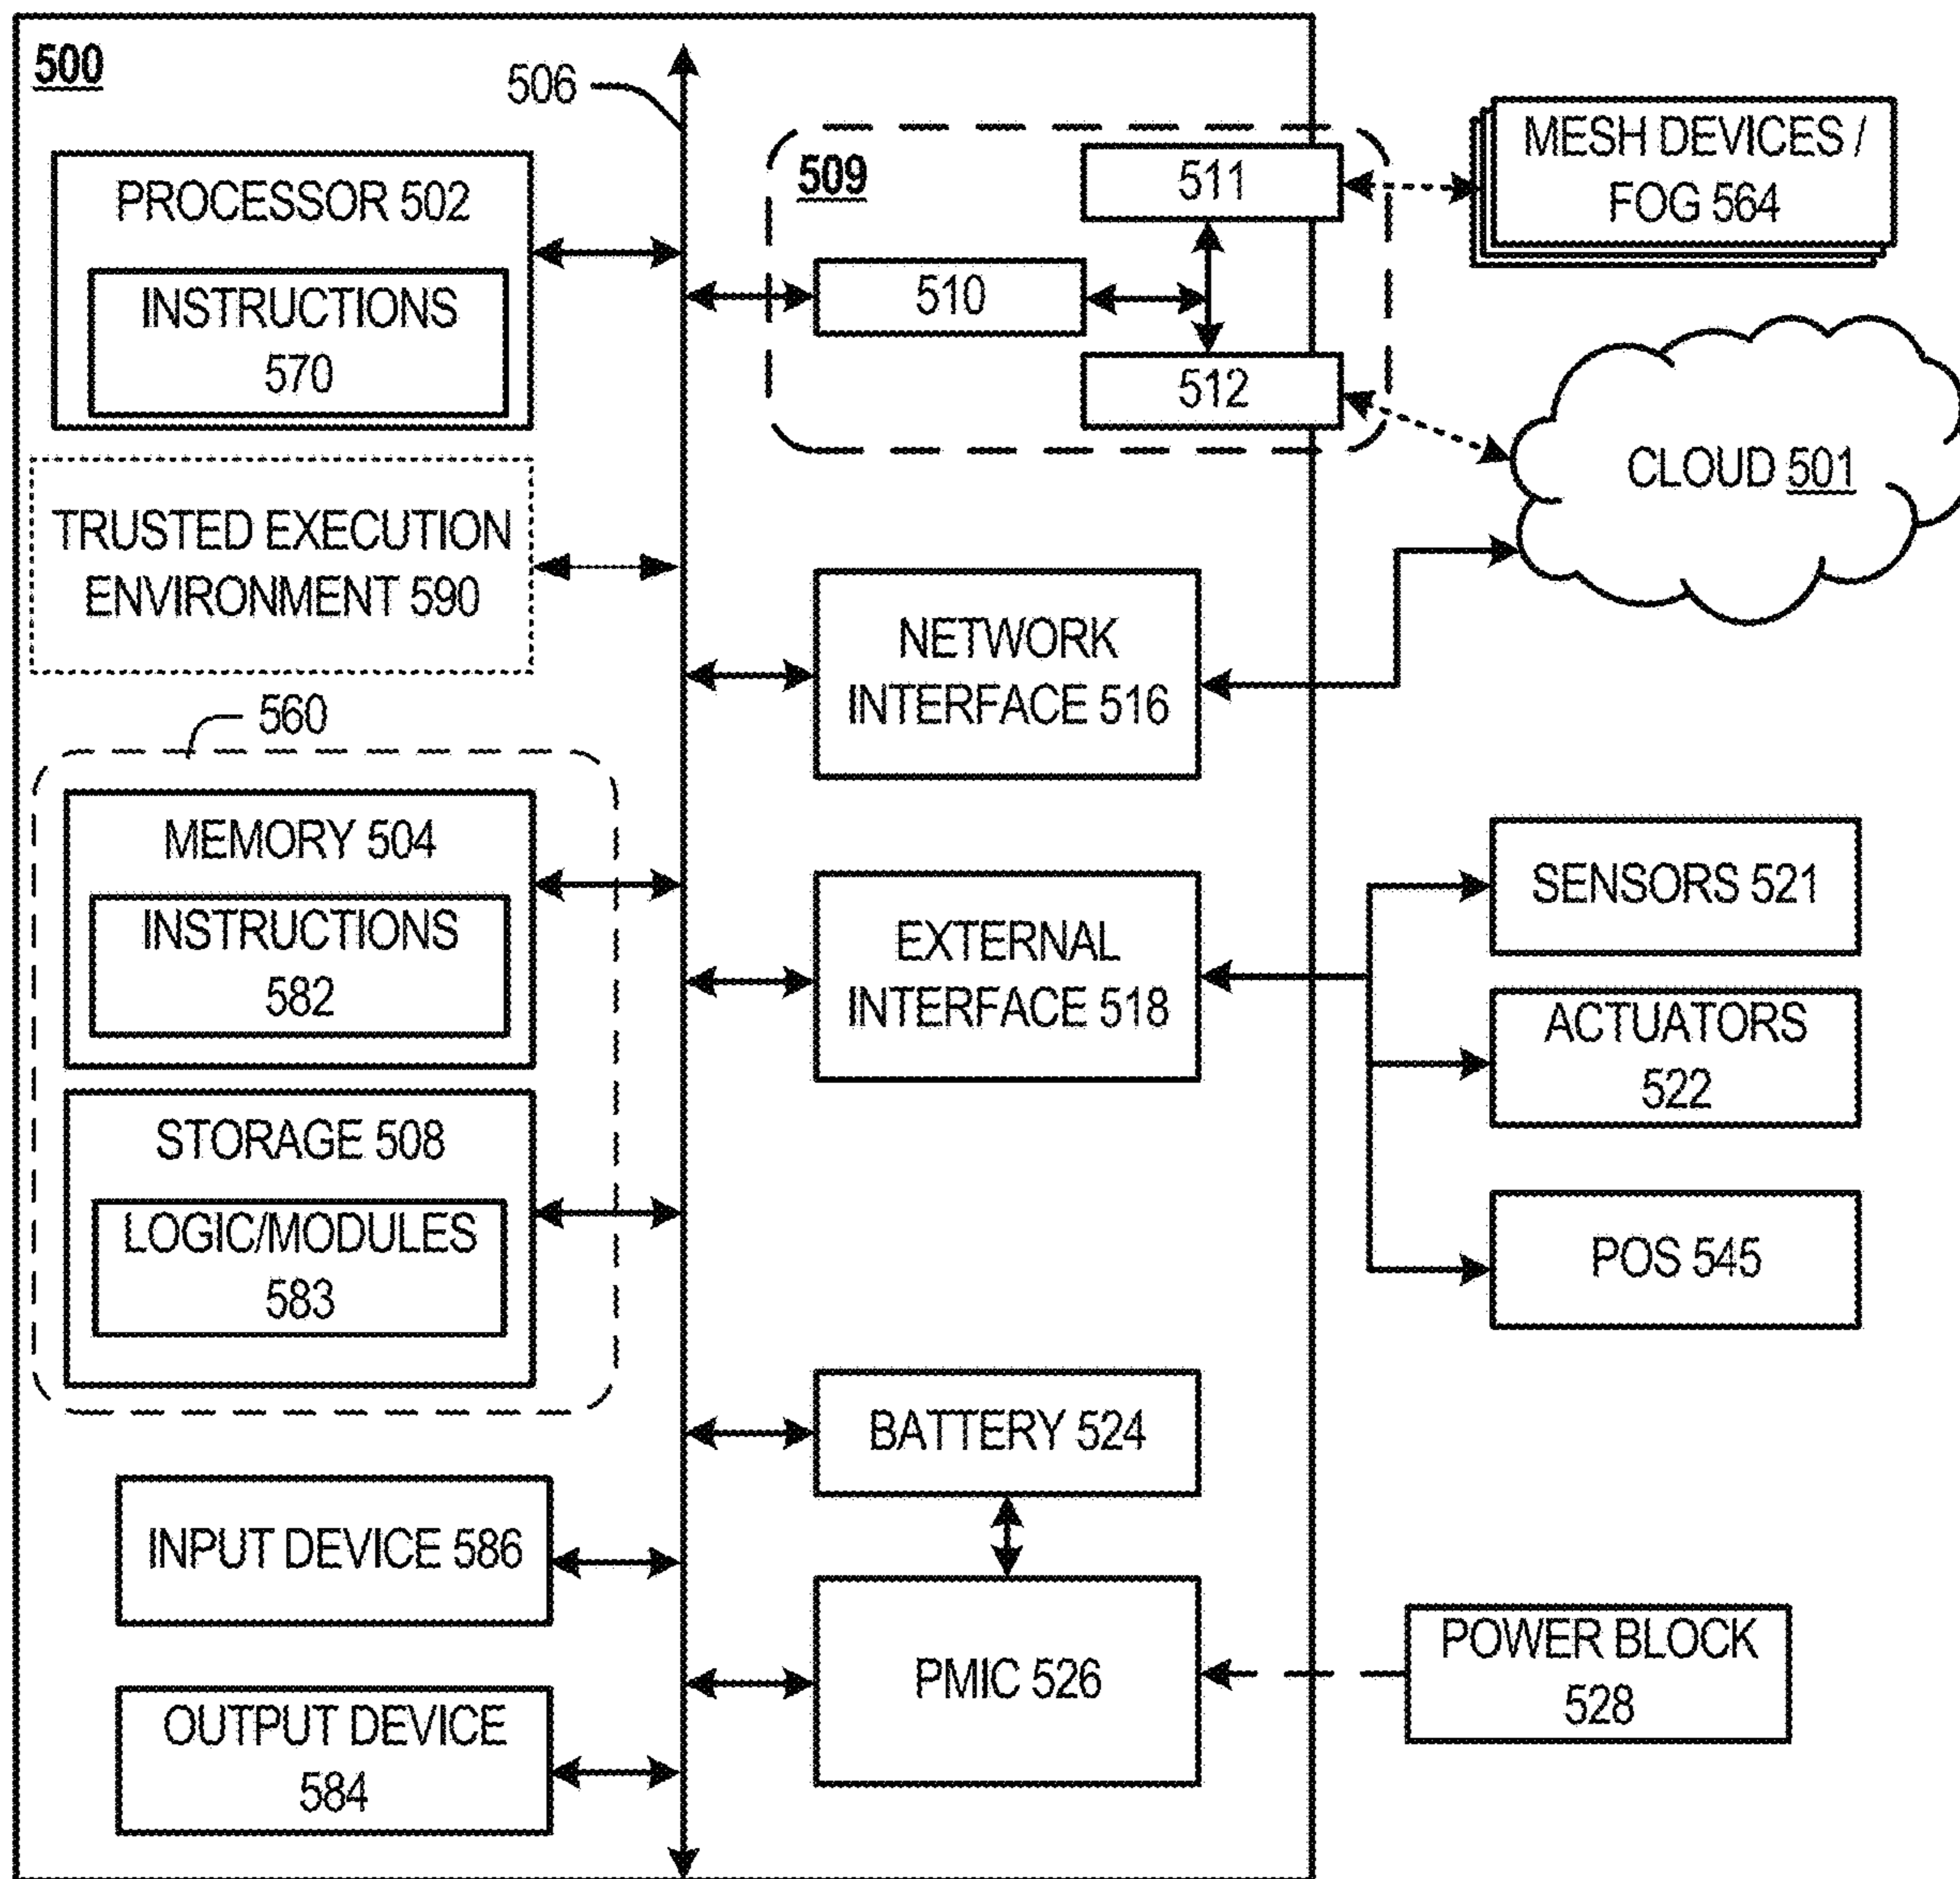 500
506
PROCESSOR 502
INSTRUCTIONS
570
TRUSTED EXECUTION
ENVIRONMENT 590
560
MEMORY 504
INSTRUCTIONS
582
STORAGE 508
LOGIC/MODULES
583
INPUT DEVICE 586
OUTPUT DEVICE
584
509
511
510
512
NETWORK
INTERFACE 516
EXTERNAL
INTERFACE 518
BATTERY 524
PMIC 526
MESH DEVICES /
FOG 564
CLOUD 501
SENSORS 521
ACTUATORS
522
POS 545
POWER BLOCK
528